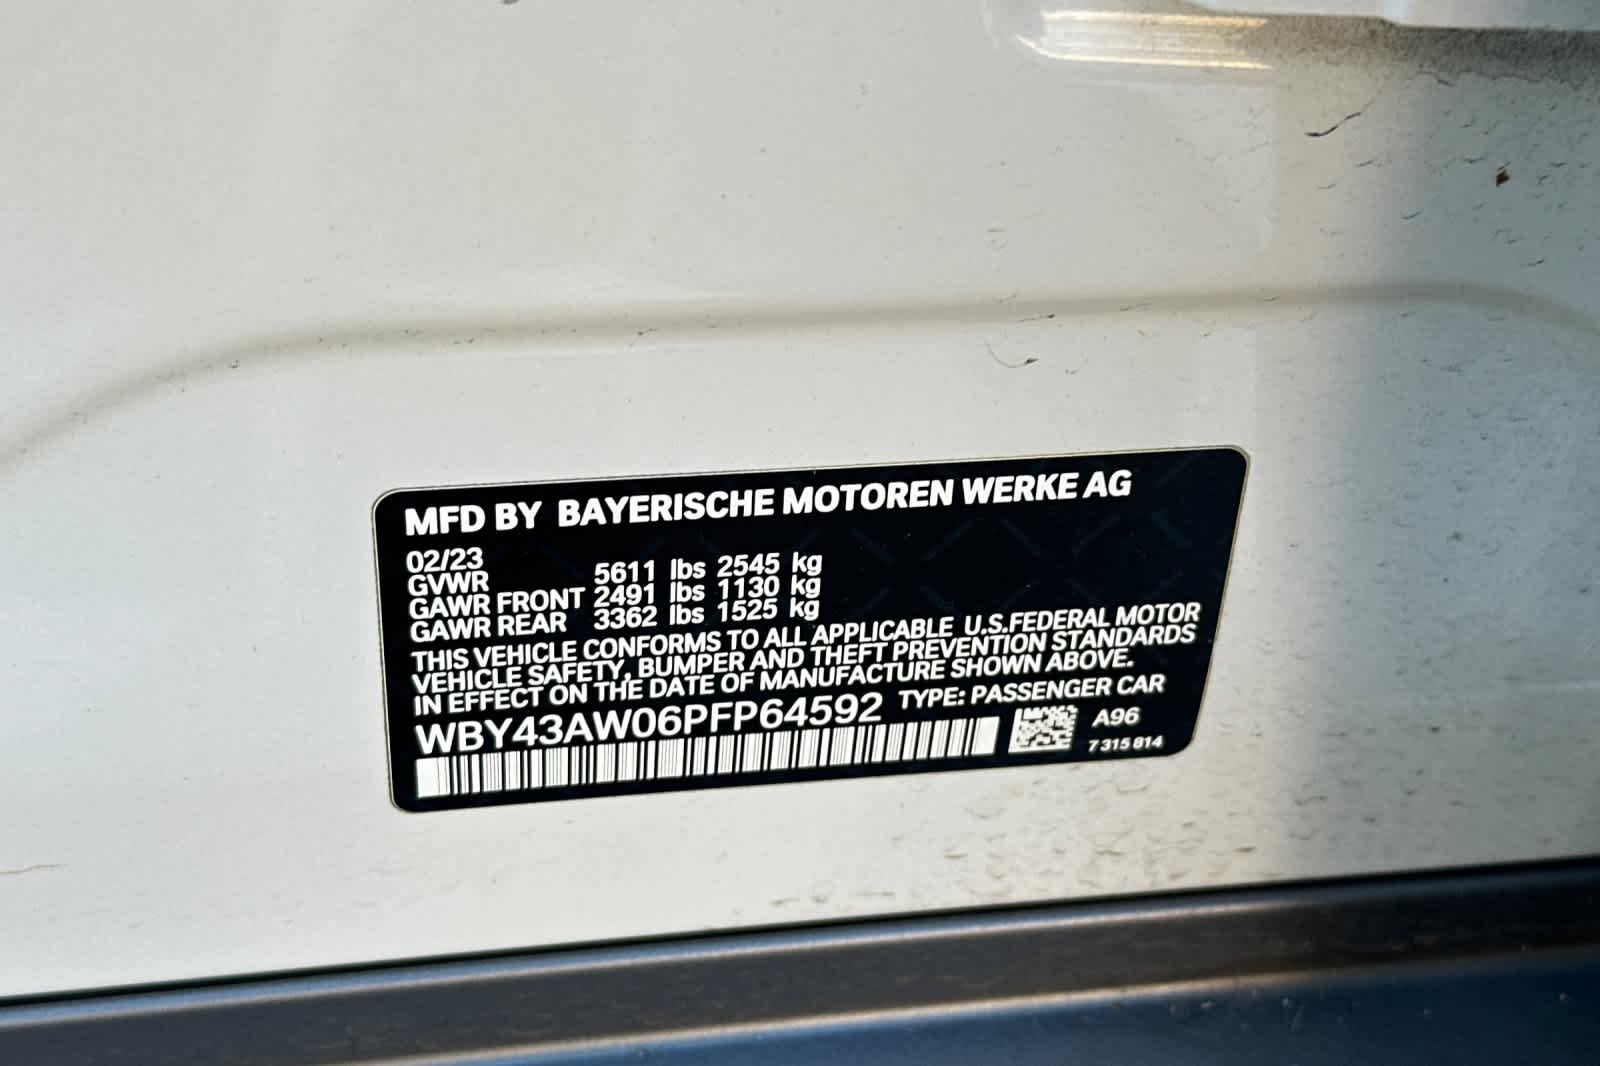 MFD BY BAYERISCHE MOTOREN WERKE AG
02/23
GVWR 5611 lbs 2545 kg
GAWR FRONT 2491 lbs 1130 kg
GAWR REAR 3362 lbs 1525 kg
THIS VEHICLE CONFORMS TO ALL APPLICABLE U.S.FEDERAL MOTOR
VEHICLE SAFETY, BUMPER AND THEFT PREVENTION STANDARDS
IN EFFECT ON THE DATE OF MANUFACTURE SHOWN ABOVE.
WBY43AW06PFP64592 TYPE: PASSENGER CAR
A96
7 315 814